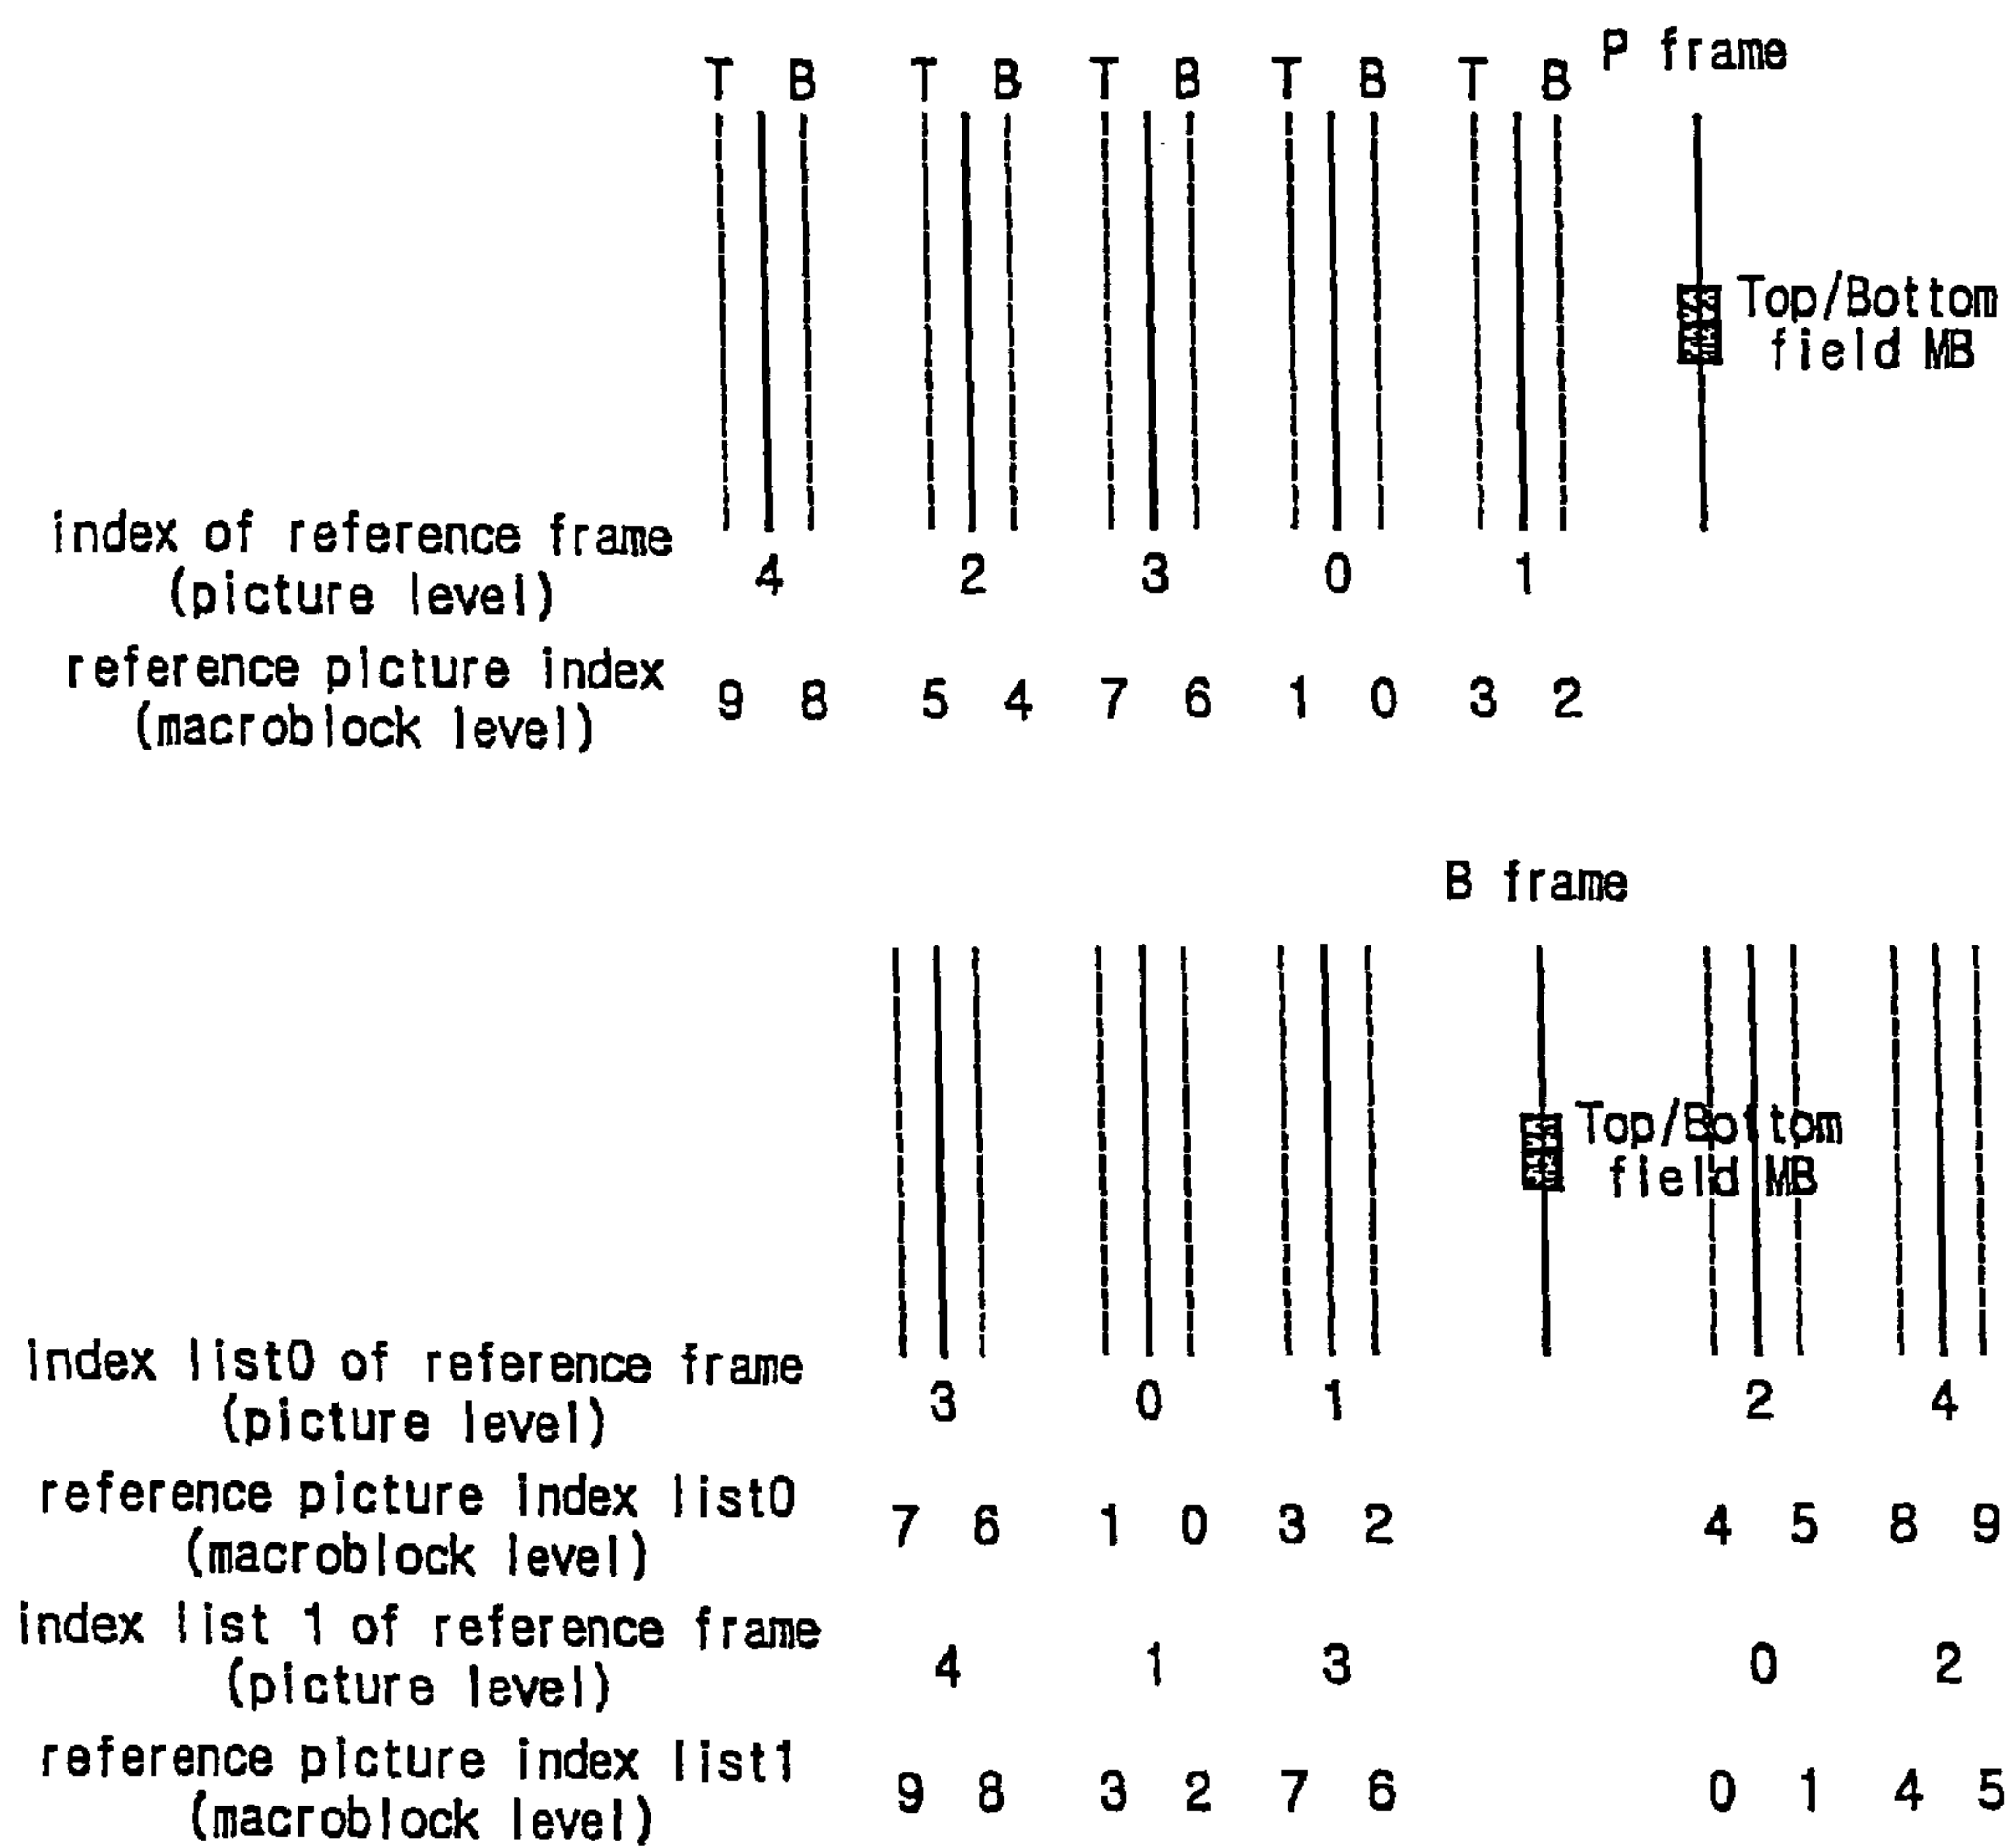 P frame
T B T B T B T B T B
Top/Bottom
field MB
index of reference frame
(picture level)
4 2 3 0 1
reference picture index
(macroblock level)
9 8 5 4 7 6 1 0 3 2
B frame
Top/Bottom
field MB
index list0 of reference frame
(picture level)
3 0 1 2 4
reference picture index list0
(macroblock level)
7 6 1 0 3 2 4 5 8 9
index list 1 of reference frame
(picture level)
4 1 3 0 2
reference picture index list1
(macroblock level)
9 8 3 2 7 6 0 1 4 5